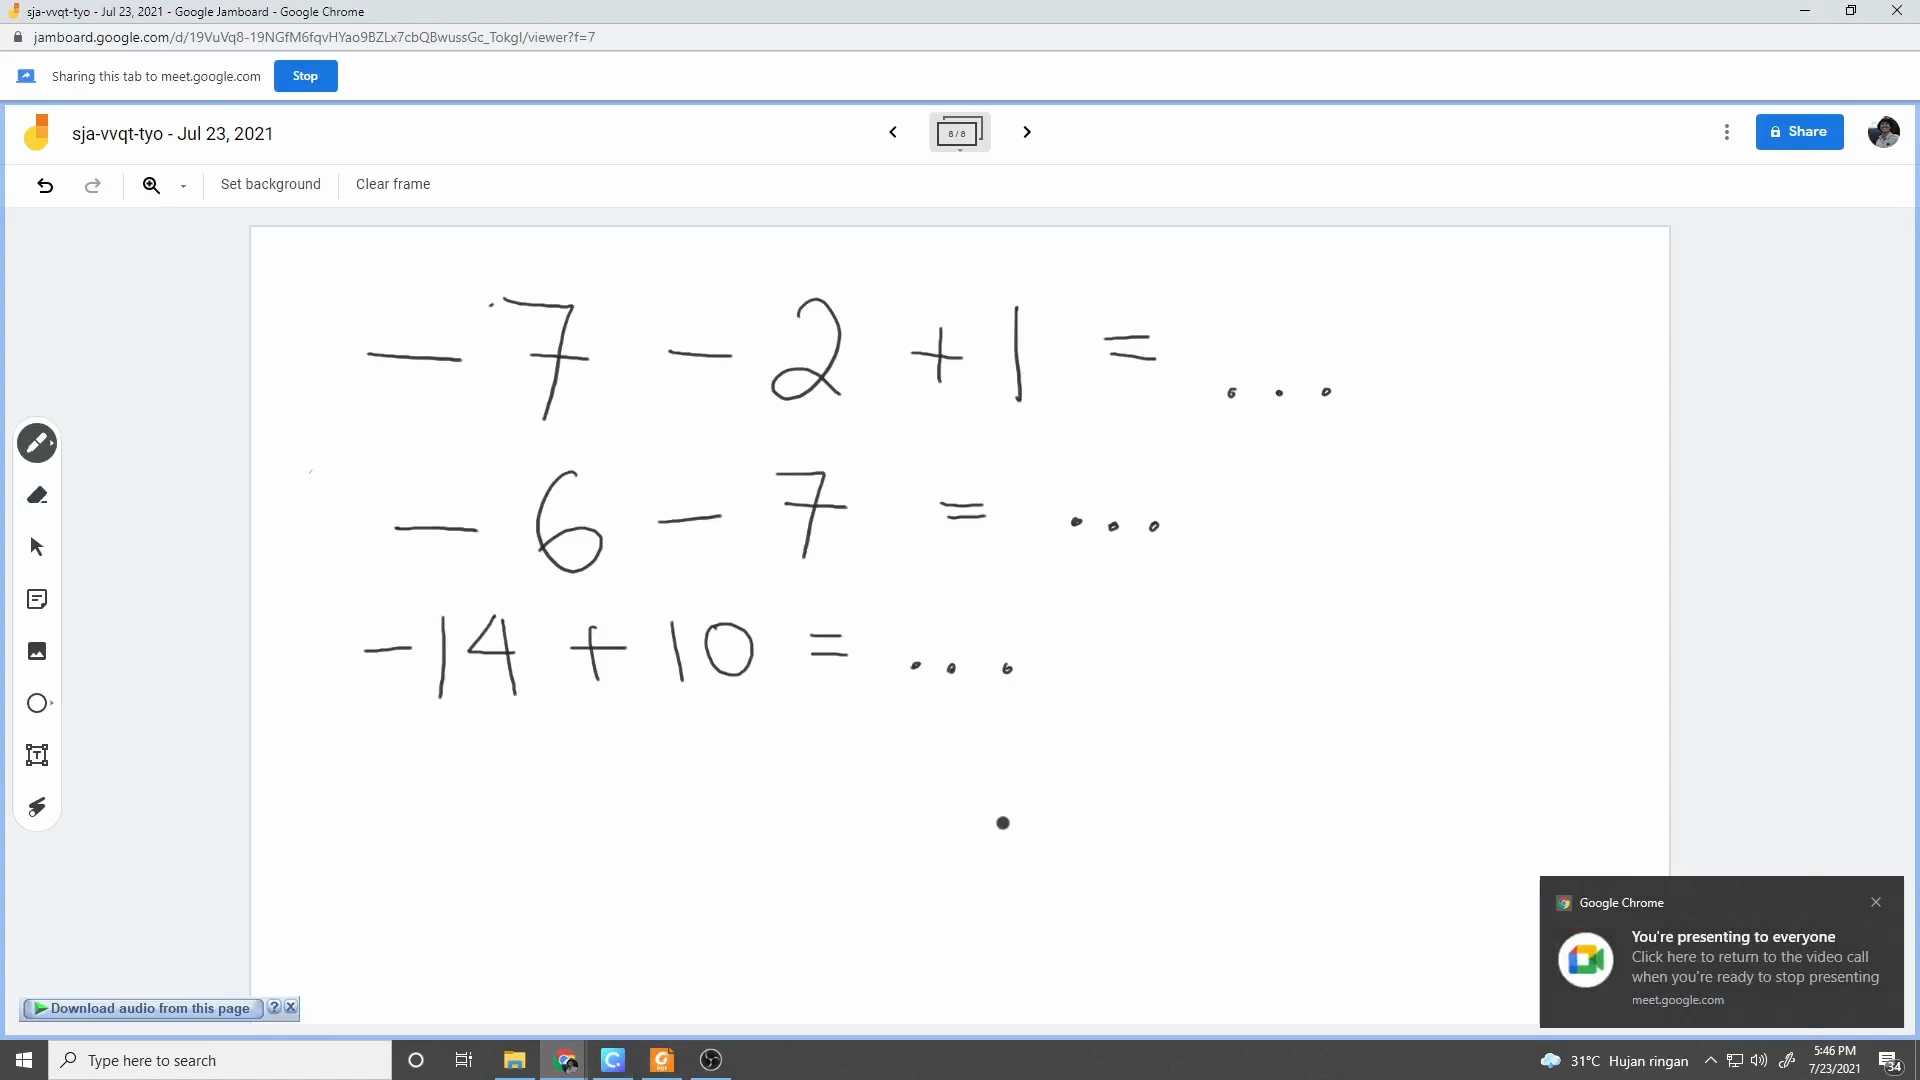 sja-vvqt-tyo - Jul 23, 2021 - Google Jamboard - Google Chrome
jamboard.google.com/d/19VuVq8-19NGfM6fqvHYao9BZLx7cbQBwussGc_TokgI/viewer?f=7
Sharing this tab to meet.google.com Stop
sja-vvqt-tyo - Jul 23, 2021 8 / 8 Share
Set background Clear frame
- 7 - 2 + 1 = ...
- 6 - 7 = ...
-14 + 10 = ...
Google Chrome
You're presenting to everyone
Click here to return to the video call
when you're ready to stop presenting
meet.google.com
Download audio from this page ?
Type here to search
31°C Hujan ringan
5:46 PM
7/23/2021
34